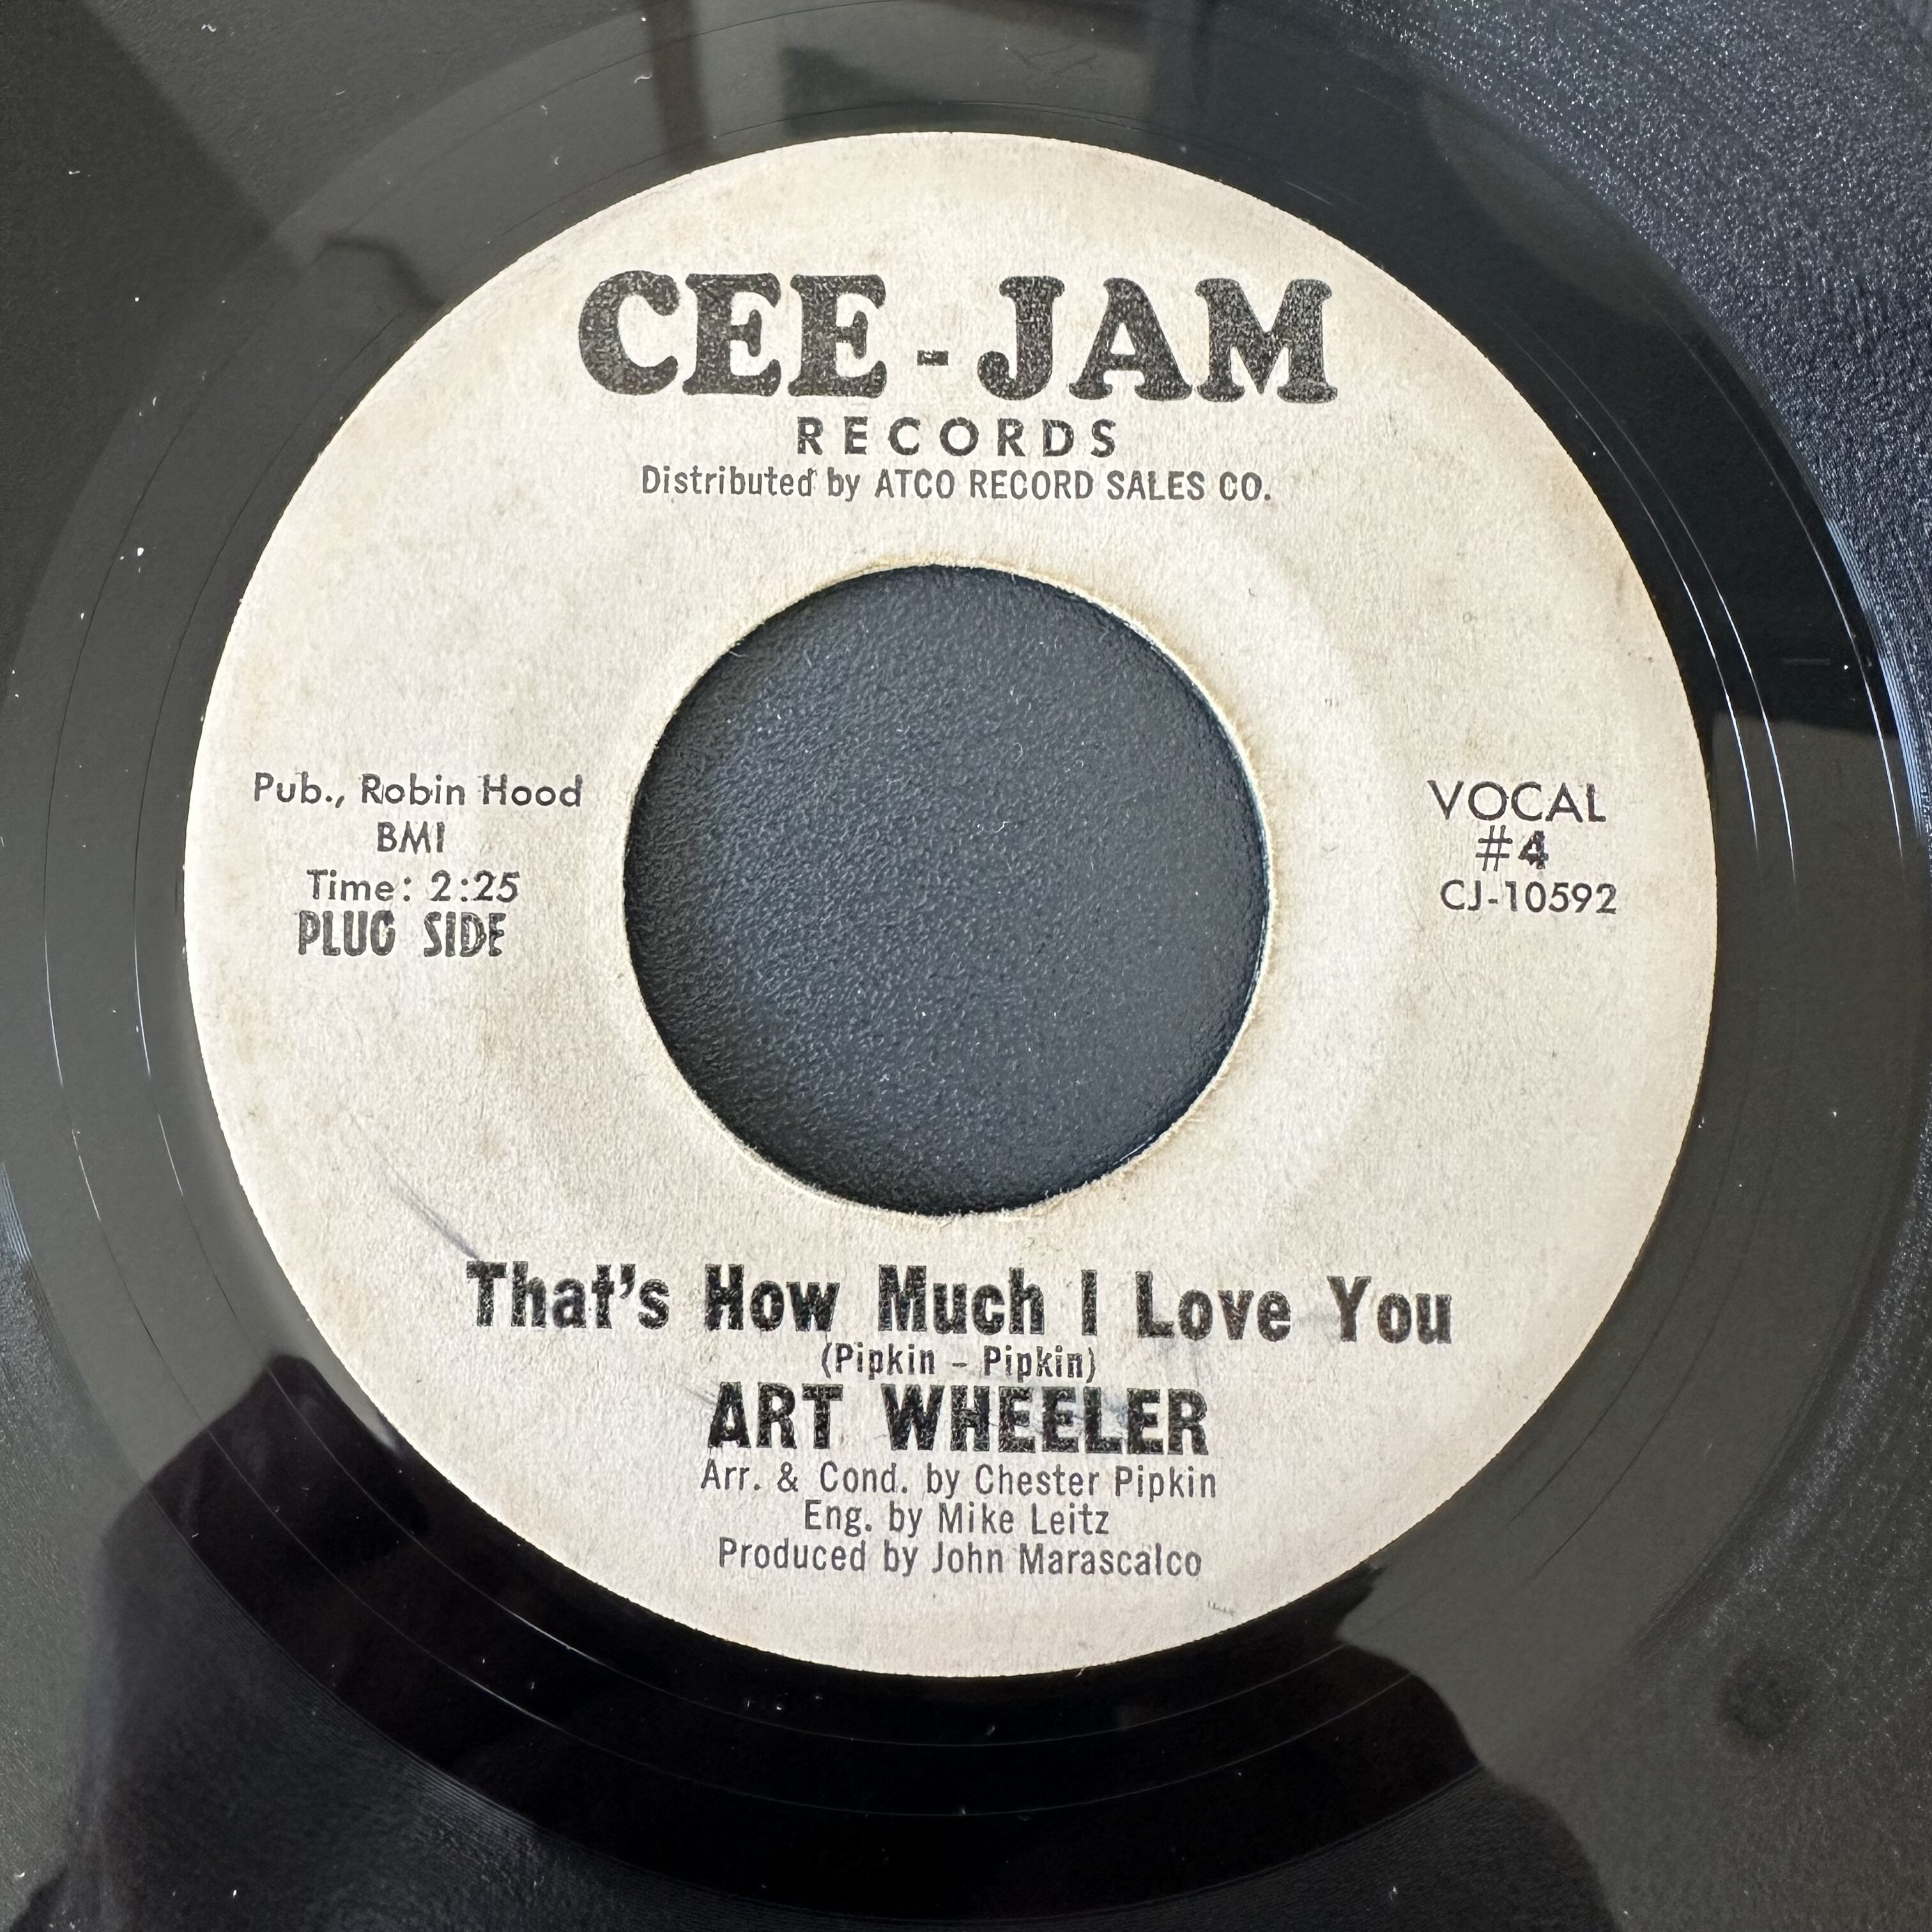 CEE-JAM
RECORDS
Distributed by ATCO RECORD SALES CO.
Pub., Robin Hood
BMI
Time: 2:25
PLUG SIDE
VOCAL
#4
CJ-10592
That's How Much I Love You
(Pipkin - Pipkin)
ART WHEELER
Arr. & Cond. by Chester Pipkin
Eng. by Mike Leitz
Produced by John Marascalco